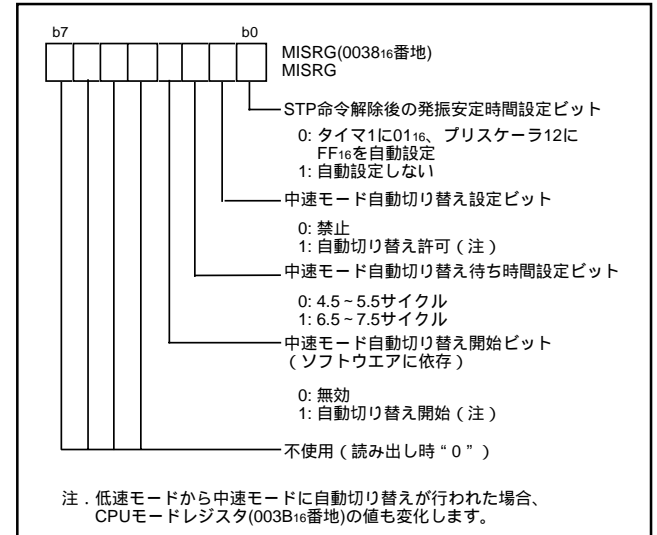 b7 b0
MISRG(003816番地)
MISRG
STP命令解除後の発振安定時間設定ビット
0: タイマ1に0116、プリスケーラ12に
FF16を自動設定
1: 自動設定しない
中速モード自動切り替え設定ビット
0: 禁止
1: 自動切り替え許可(注)
中速モード自動切り替え待ち時間設定ビット
0: 4.5~5.5サイクル
1: 6.5~7.5サイクル
中速モード自動切り替え開始ビット
(ソフトウエアに依存)
0: 無効
1: 自動切り替え開始(注)
不使用(読み出し時“0”)
注.低速モードから中速モードに自動切り替えが行われた場合、
CPUモードレジスタ(003B16番地)の値も変化します。